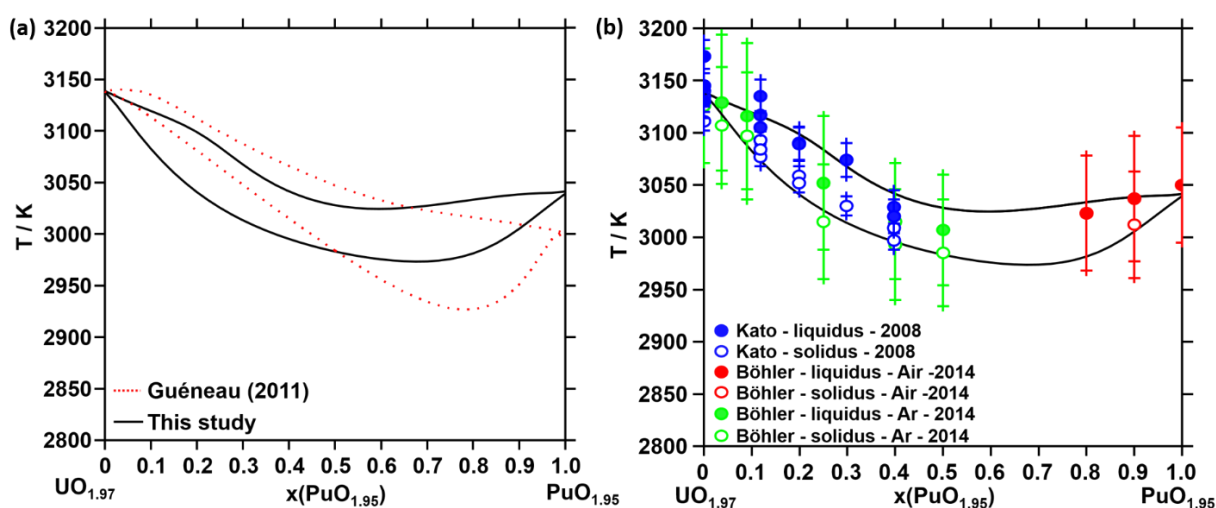 (a)
3200
3150
3100
3050
3000
2950
2900
2850
2800
T / K
Guéneau (2011)
This study
0 0.1 0.2 0.3 0.4 0.5 0.6 0.7 0.8 0.9 1.0
UO1.97 x(PuO1.95) PuO1.95
(b)
3200
3150
3100
3050
3000
2950
2900
2850
2800
T / K
Kato - liquidus - 2008
Kato - solidus - 2008
Böhler - liquidus - Air -2014
Böhler - solidus - Air -2014
Böhler - liquidus - Ar - 2014
Böhler - solidus - Ar - 2014
0 0.1 0.2 0.3 0.4 0.5 0.6 0.7 0.8 0.9 1.0
UO1.97 x(PuO1.95) PuO1.95